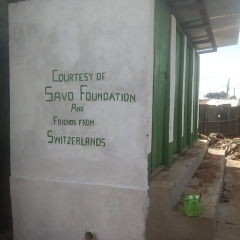 COURTESY OF
SAVO FOUNDATION
AND
FRIENDS FROM
SWITZERLANDS